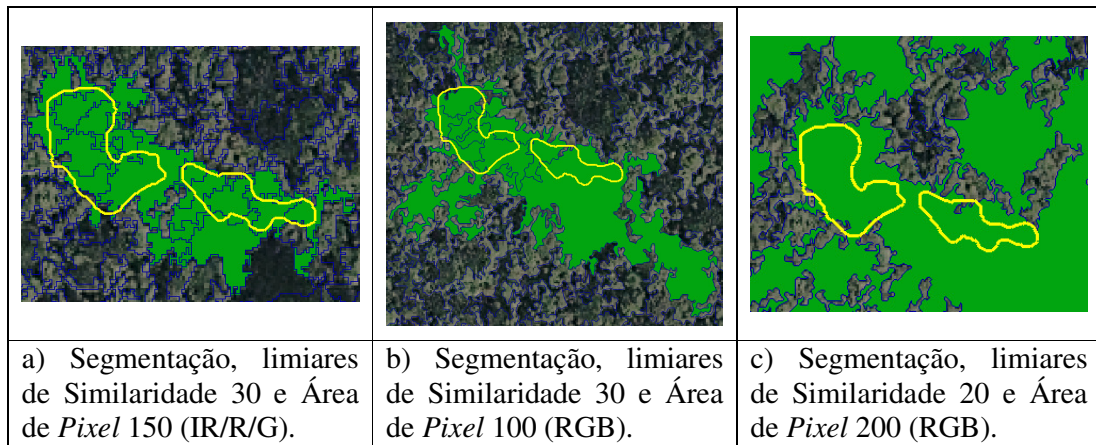 a) Segmentação, limiares
de Similaridade 30 e Área
de Pixel 150 (IR/R/G).
b) Segmentação, limiares
de Similaridade 30 e Área
de Pixel 100 (RGB).
c) Segmentação, limiares
de Similaridade 20 e Área
de Pixel 200 (RGB).